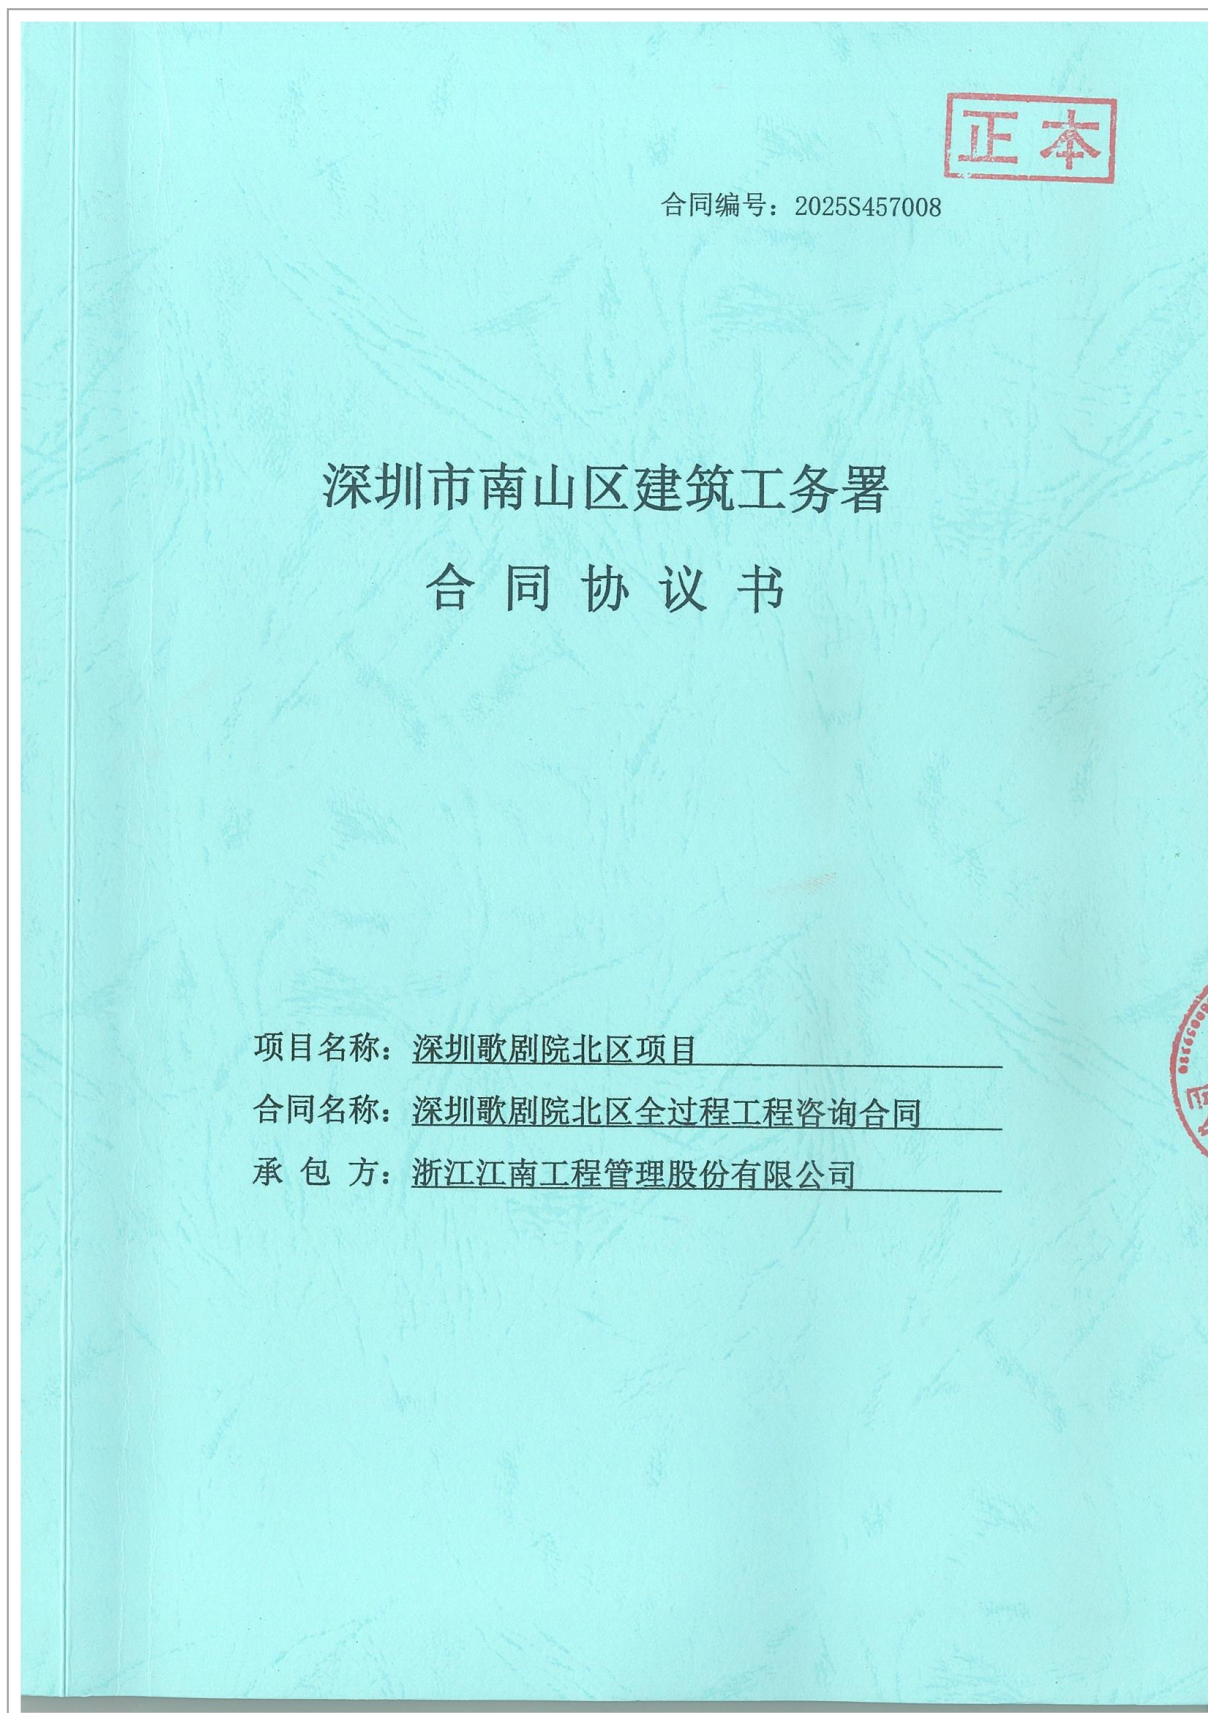 正本
合同编号：2025S457008
深圳市南山区建筑工务署
合同协议书
项目名称：深圳歌剧院北区项目
合同名称：深圳歌剧院北区全过程工程咨询合同
承包方：浙江江南工程管理股份有限公司